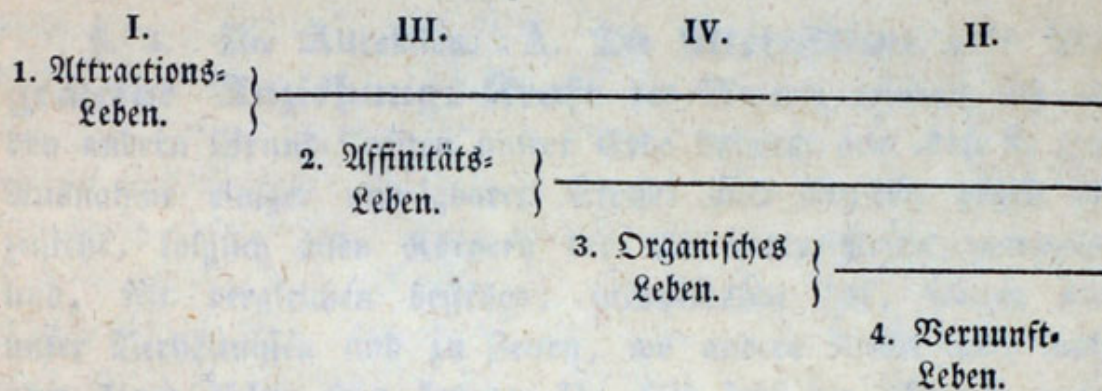 I. III. IV. II.
1. Attractions⸗
Leben.
2. Affinitäts⸗
Leben.
3. Organiſches
Leben.
4. Vernunft⸗
Leben.